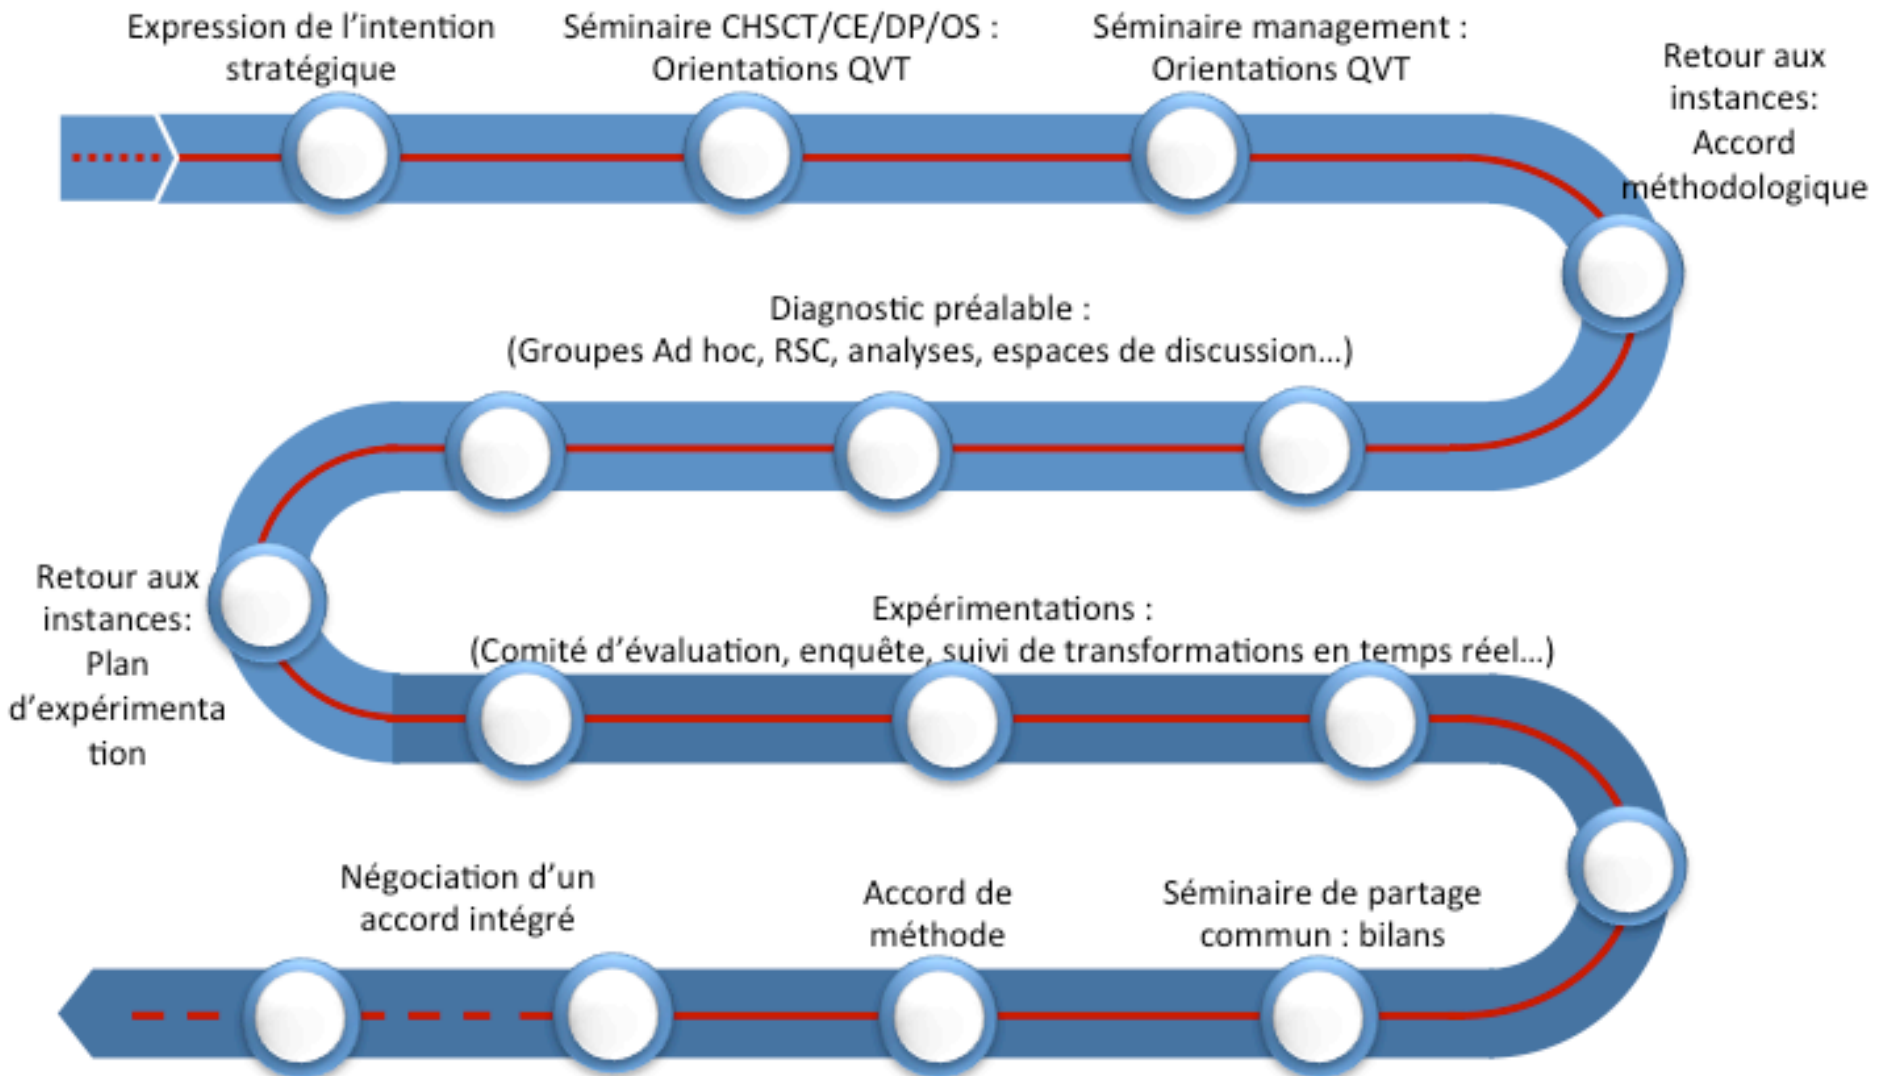 Expression de l’intention
stratégique
Séminaire CHSCT/CE/DP/OS :
Orientations QVT
Séminaire management :
Orientations QVT
Retour aux
instances:
Accord
méthodologique
Diagnostic préalable :
(Groupes Ad hoc, RSC, analyses, espaces de discussion…)
Retour aux
instances:
Plan
d’expérimenta
tion
Expérimentations :
(Comité d’évaluation, enquête, suivi de transformations en temps réel…)
Négociation d’un
accord intégré
Accord de
méthode
Séminaire de partage
commun : bilans